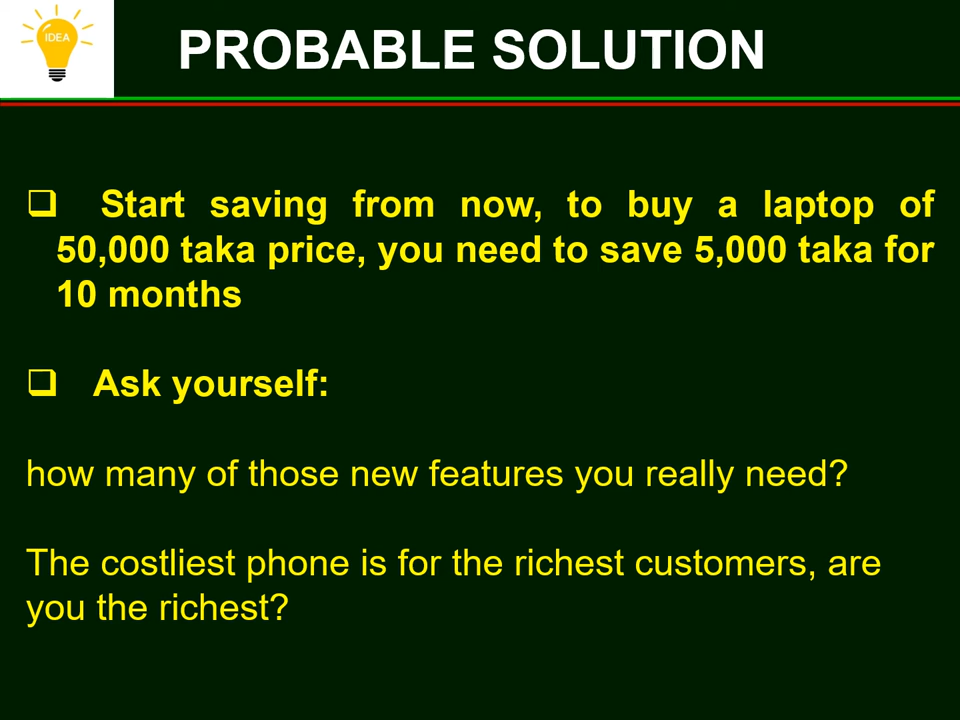 IDEA
PROBABLE SOLUTION
Start saving from now, to buy a laptop of
50,000 taka price, you need to save 5,000 taka for
10 months
Ask yourself:
how many of those new features you really need?
The costliest phone is for the richest customers, are
you the richest?